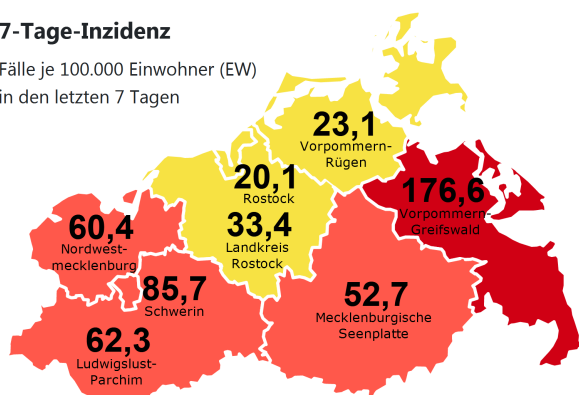 7-Tage-Inzidenz
Fälle je 100.000 Einwohner (EW)
in den letzten 7 Tagen
23,1
Vorpommern-
Rügen
20,1
Rostock
176,6
Vorpommern-
Greifswald
33,4
Landkreis
Rostock
60,4
Nordwest-
mecklenburg
85,7
Schwerin
52,7
Mecklenburgische
Seenplatte
62,3
Ludwigslust-
Parchim